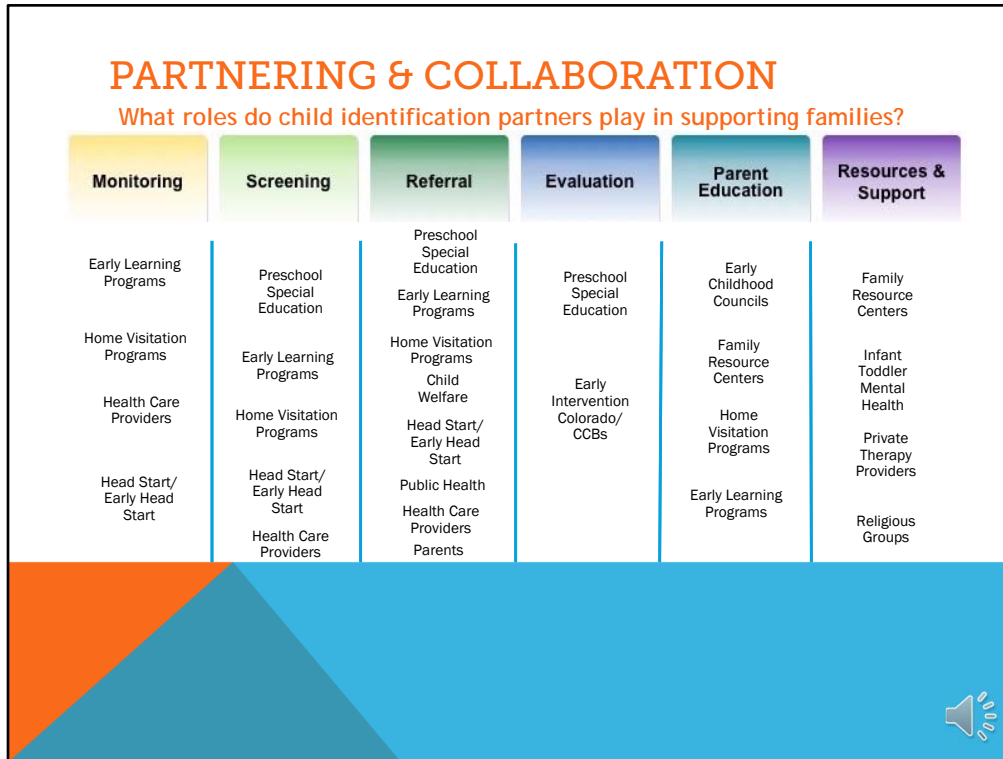 PARTNERING & COLLABORATION
What roles do child identification partners play in supporting families?
Monitoring
Early Learning
Programs
Home Visitation
Programs
Health Care
Providers
Head Start/
Early Head
Start
Screening
Preschool
Special
Education
Early Learning
Programs
Home Visitation
Programs
Head Start/
Early Head
Start
Health Care
Providers
Referral
Preschool
Special
Education
Early Learning
Programs
Home Visitation
Programs
Child
Welfare
Head Start/
Early Head
Start
Public Health
Health Care
Providers
Parents
Evaluation
Preschool
Special
Education
Early
Intervention
Colorado/
CCBs
Parent
Education
Early
Childhood
Councils
Family
Resource
Centers
Home
Visitation
Programs
Early Learning
Programs
Resources &
Support
Family
Resource
Centers
Infant
Toddler
Mental
Health
Private
Therapy
Providers
Religious
Groups